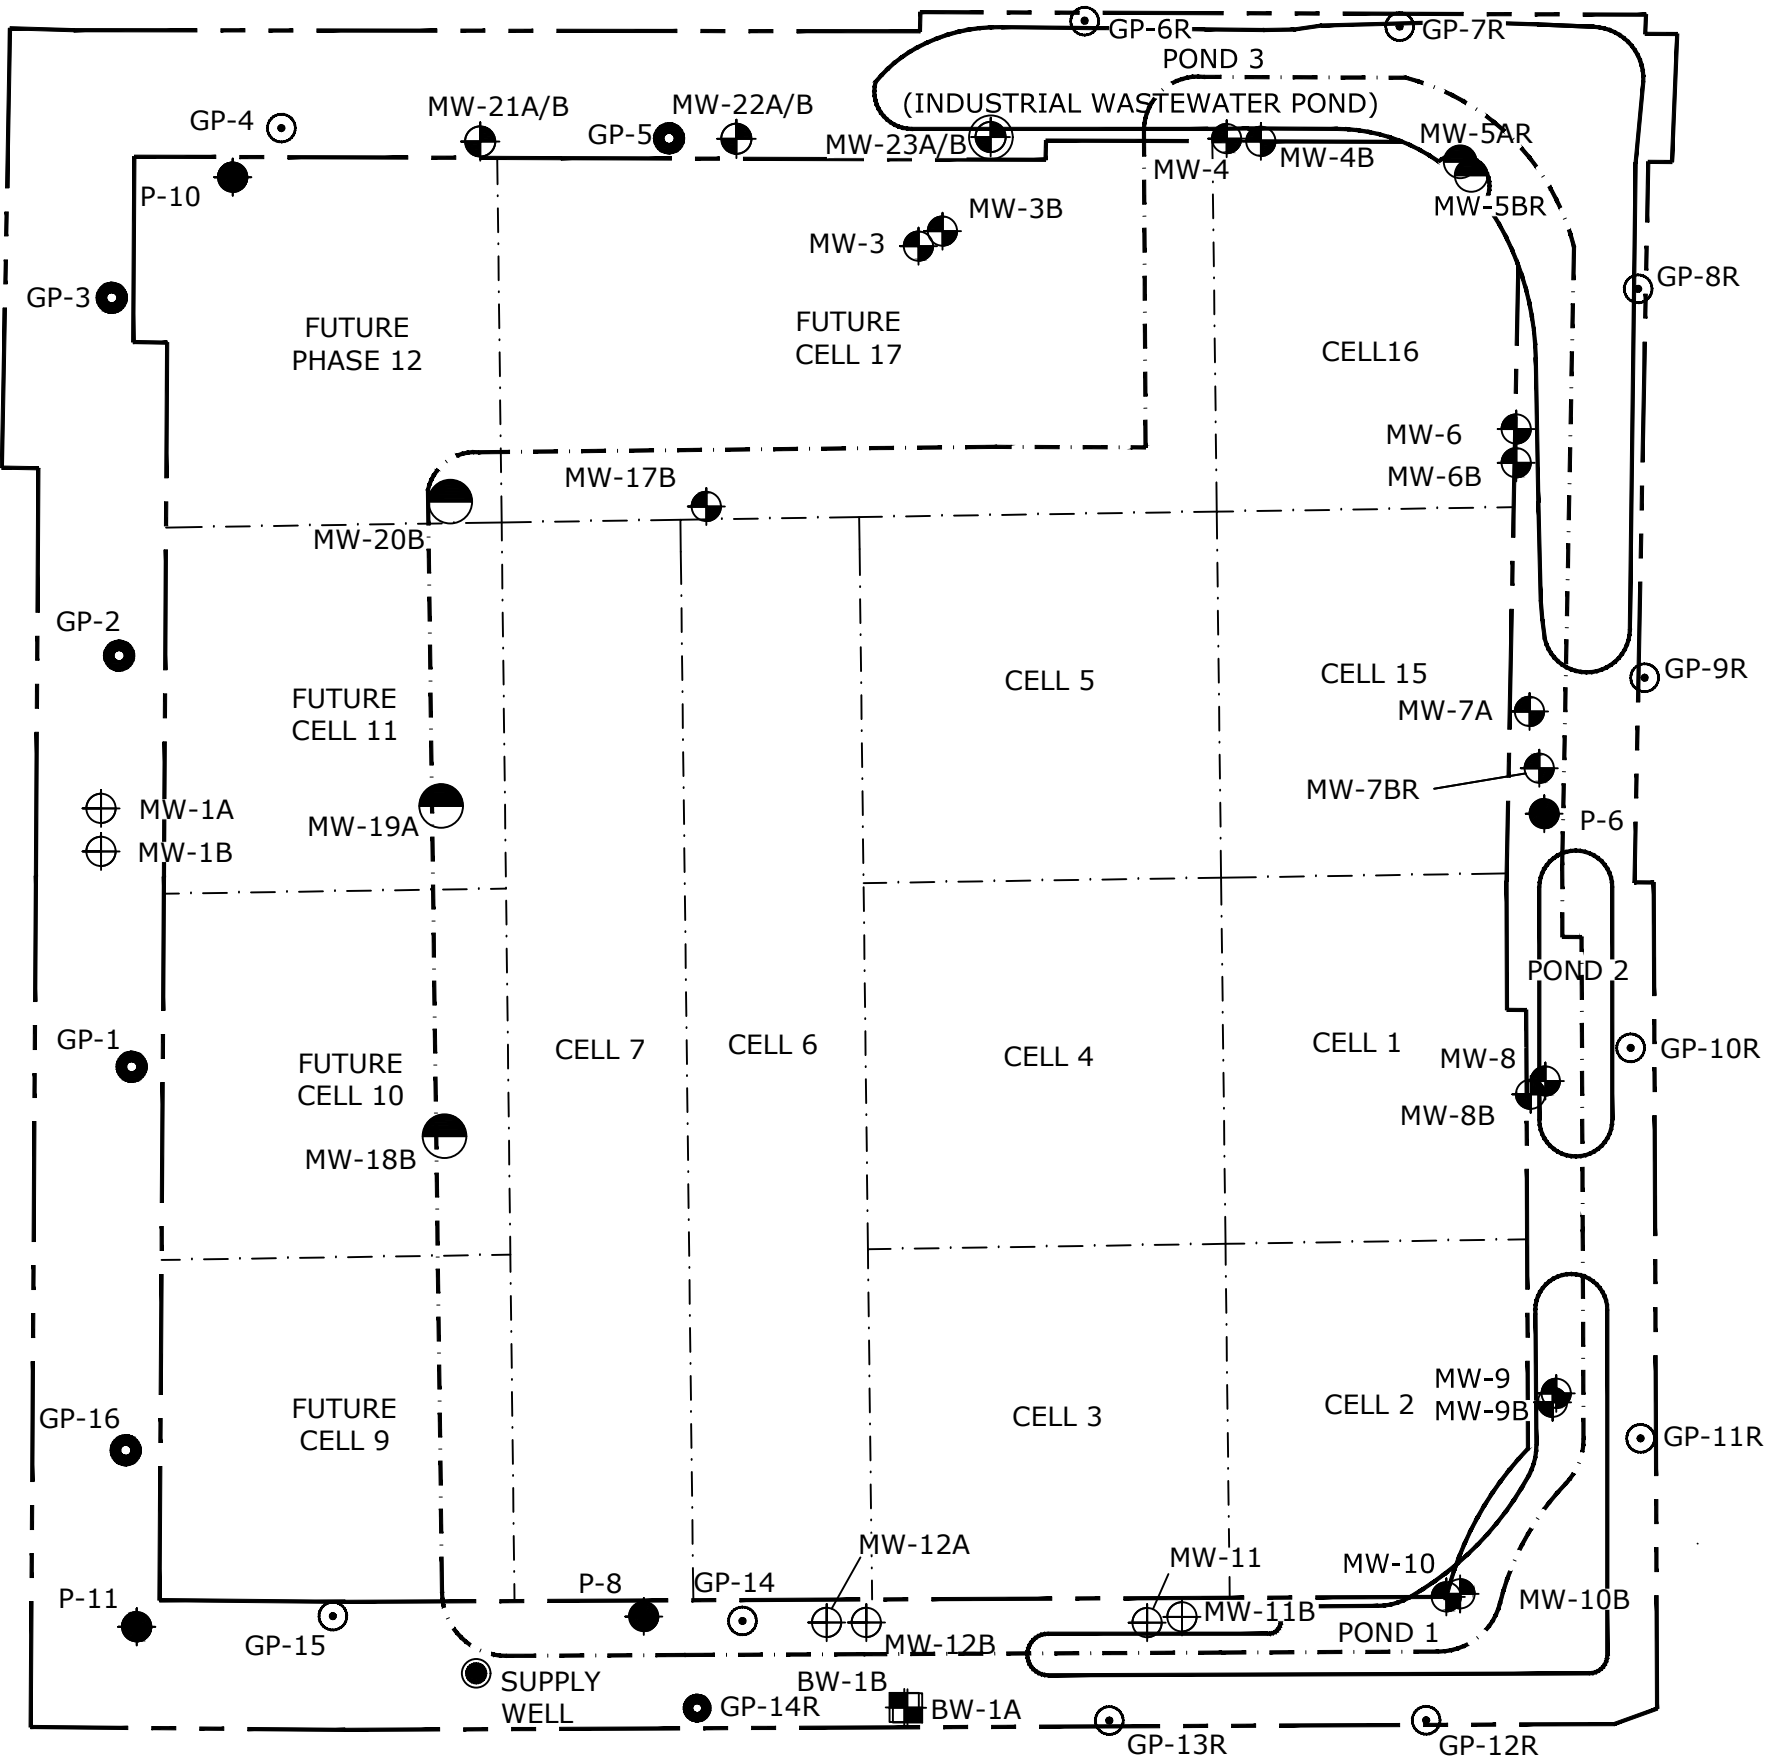 GP-6R
GP-7R
POND 3
(INDUSTRIAL WASTEWATER POND)
MW-21A/B
MW-22A/B
GP-4
GP-5
MW-23A/B
MW-5AR
MW-4
MW-4B
P-10
MW-5BR
MW-3B
MW-3
GP-8R
GP-3
FUTURE
PHASE 12
FUTURE
CELL 17
CELL16
MW-6
MW-6B
MW-17B
MW-20B
GP-2
CELL 5
CELL 15
GP-9R
FUTURE
CELL 11
MW-7A
MW-7BR
MW-1A
MW-19A
P-6
MW-1B
POND 2
GP-1
FUTURE
CELL 10
CELL 7
CELL 6
CELL 4
CELL 1
MW-8
GP-10R
MW-8B
MW-18B
MW-9
MW-9B
GP-16
FUTURE
CELL 9
CELL 3
CELL 2
GP-11R
MW-12A
MW-11
MW-10
P-8
GP-14
P-11
MW-10B
MW-11B
GP-15
MW-12B
POND 1
SUPPLY
WELL
BW-1B
GP-14R
BW-1A
GP-13R
GP-12R